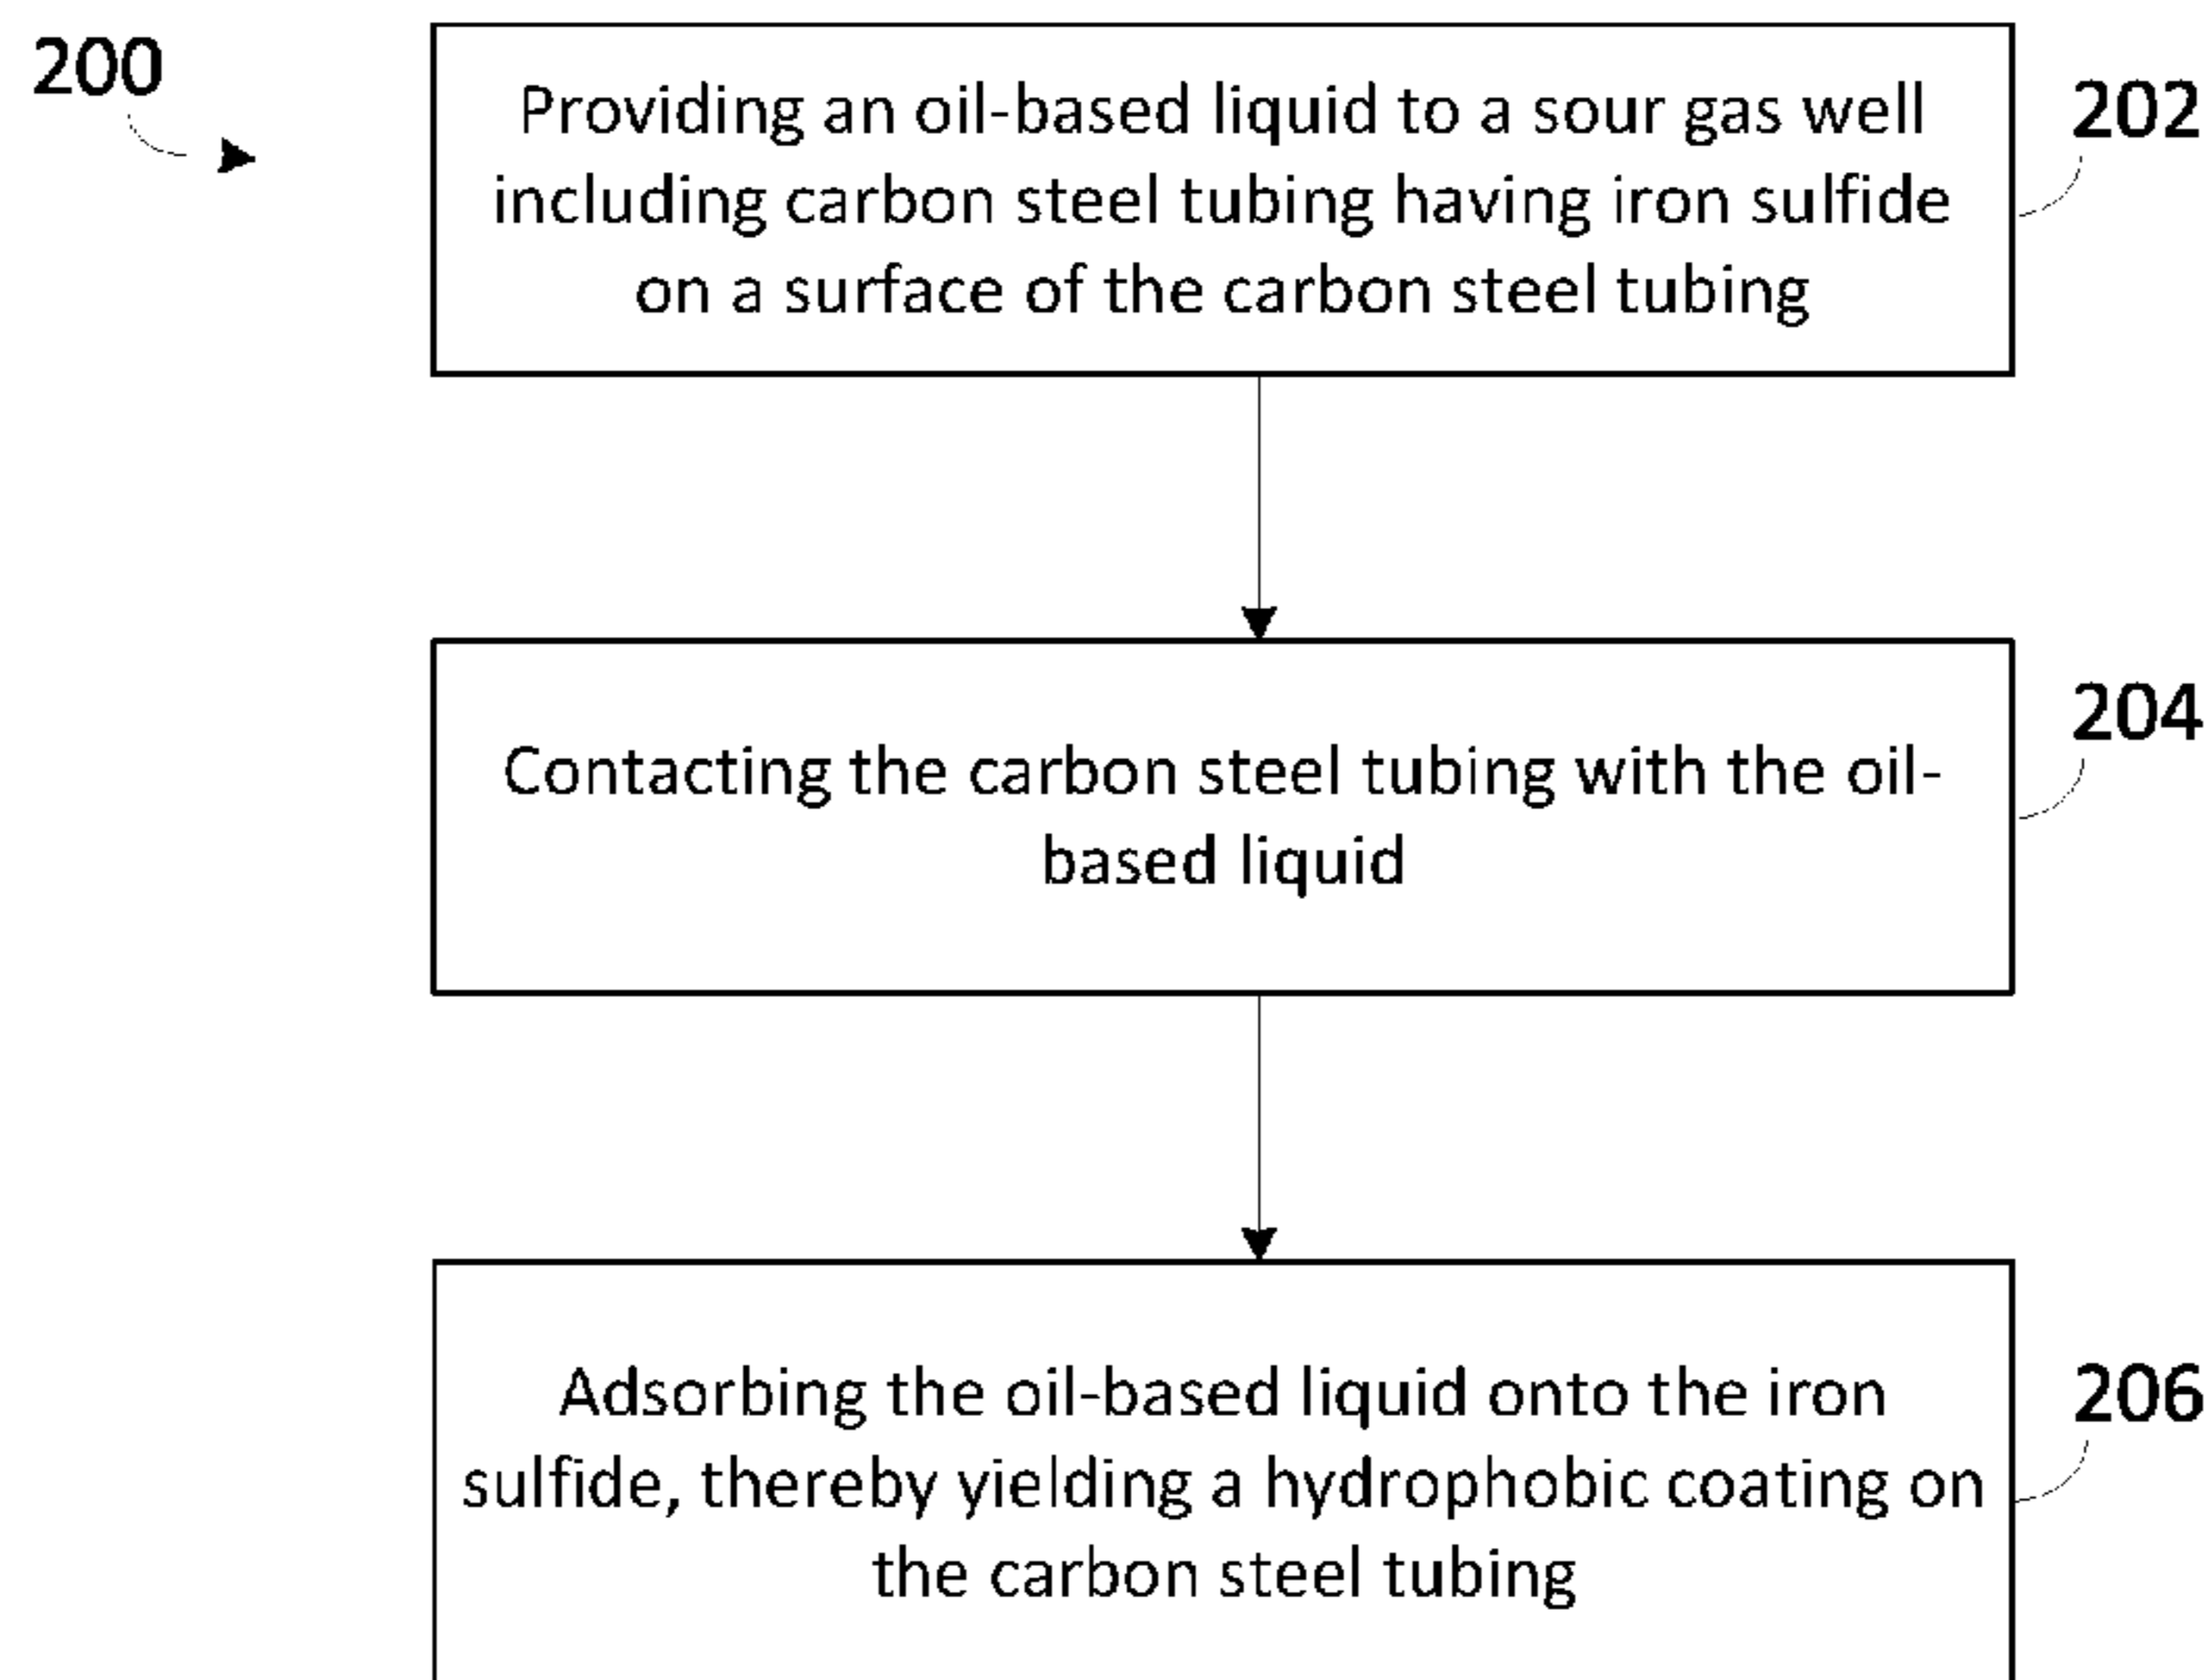 200
Providing an oil-based liquid to a sour gas well
including carbon steel tubing having iron sulfide
on a surface of the carbon steel tubing
202
Contacting the carbon steel tubing with the oil-
based liquid
204
Adsorbing the oil-based liquid onto the iron
sulfide, thereby yielding a hydrophobic coating on
the carbon steel tubing
206